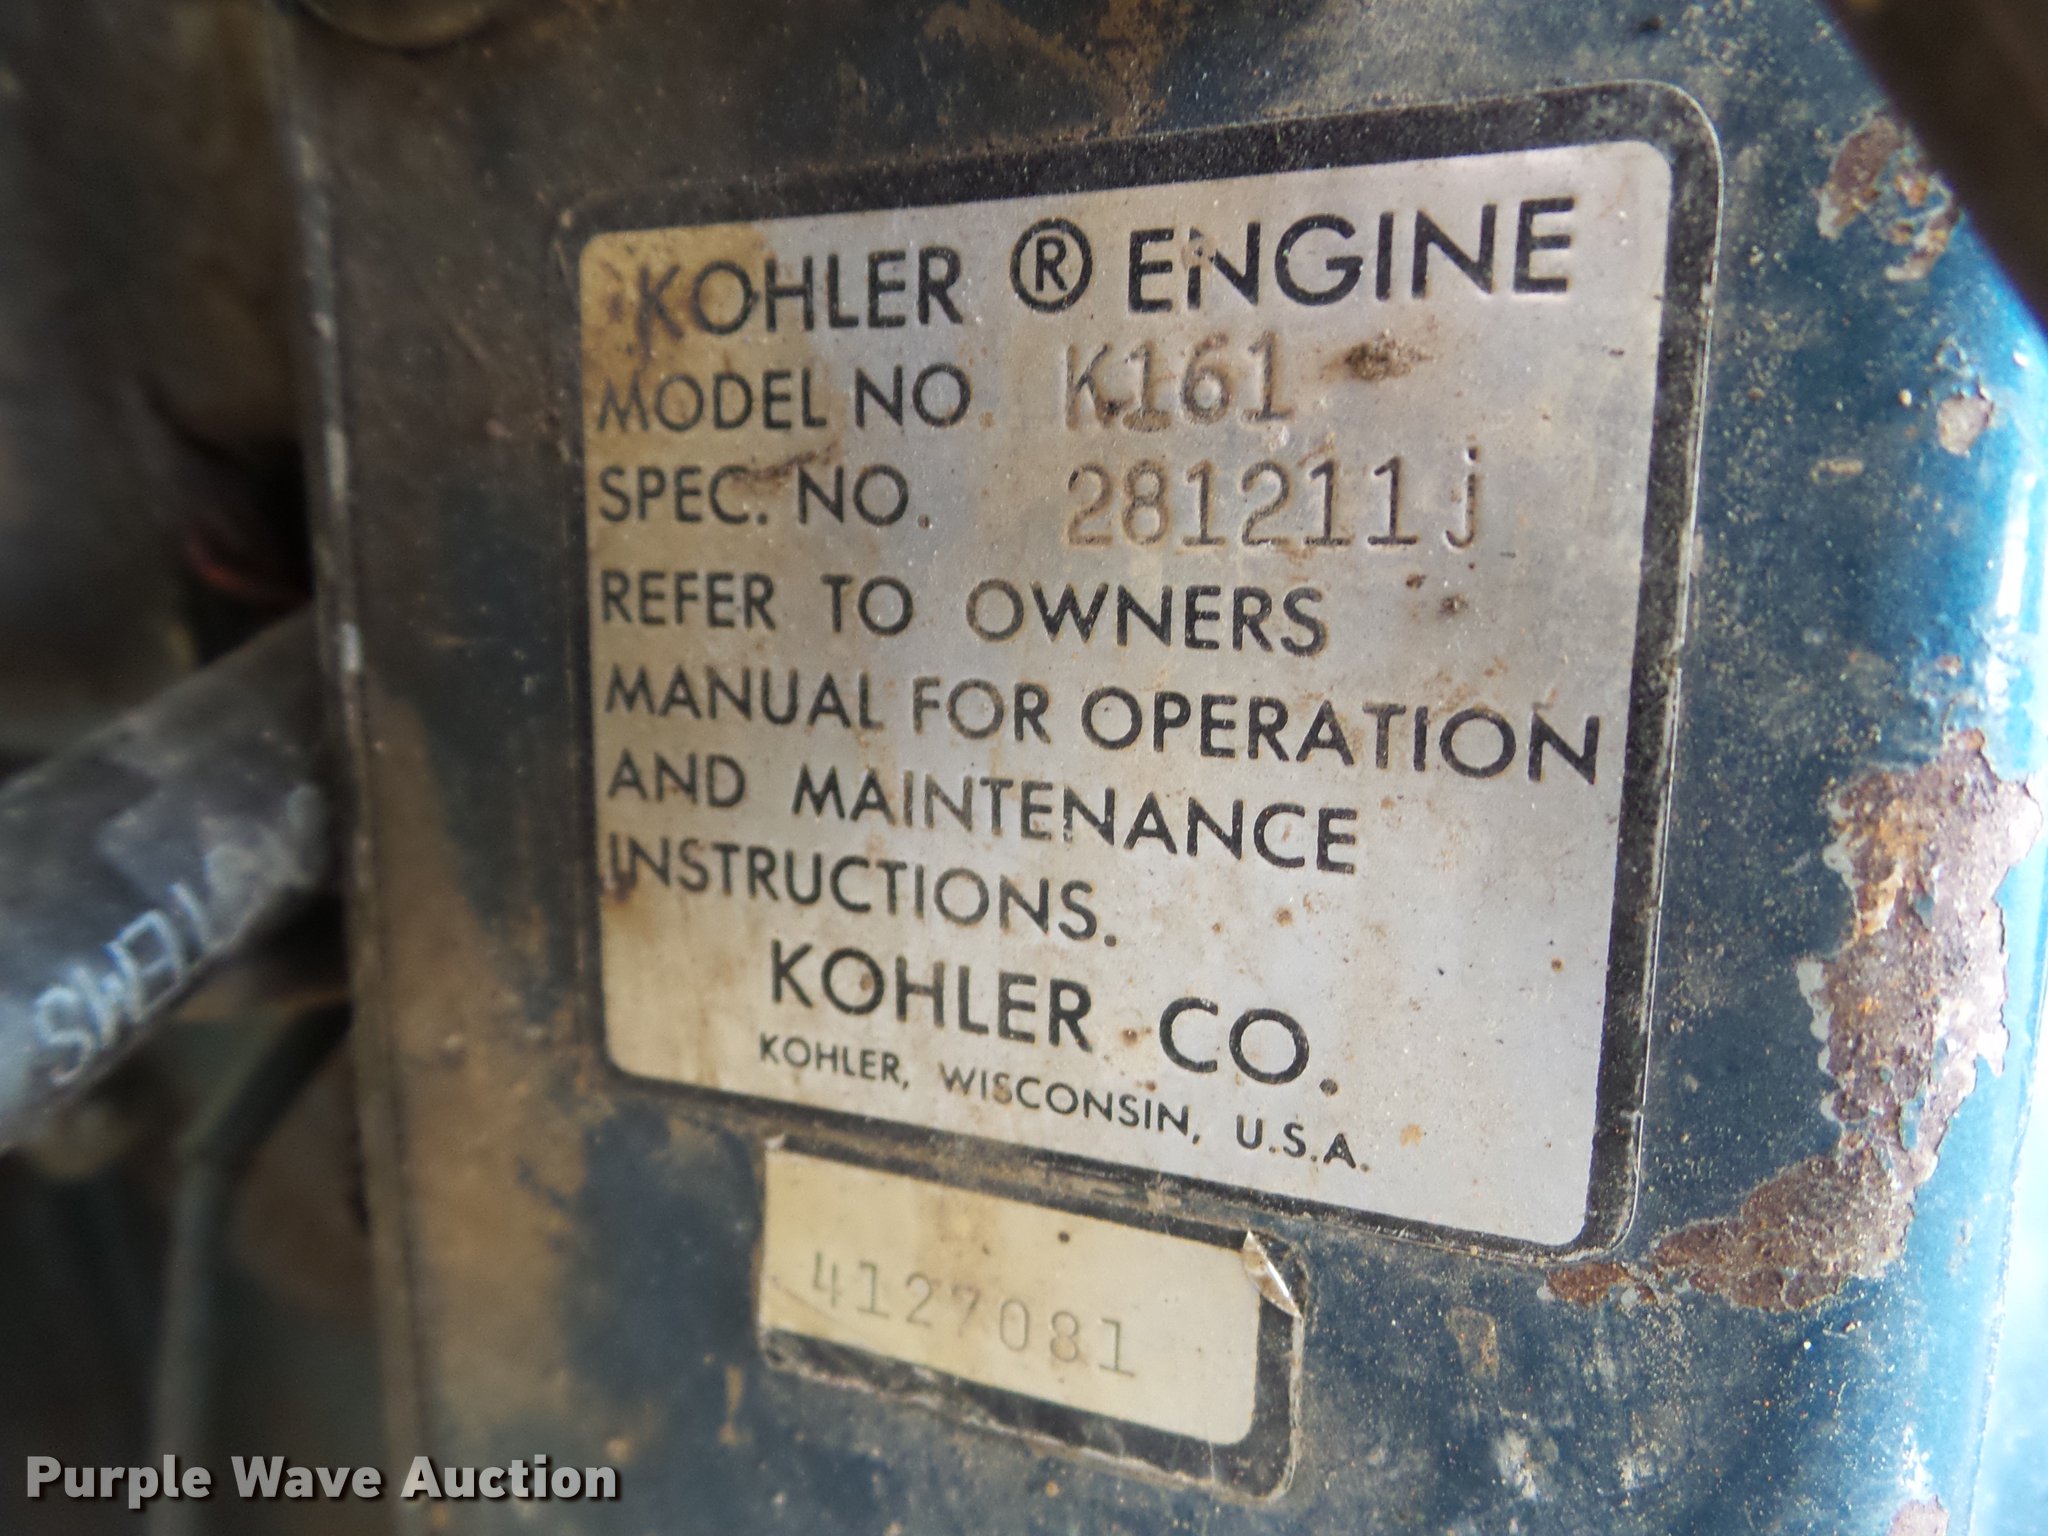 KOHLER ® ENGINE
MODEL NO. K161
SPEC. NO. 281211j
REFER TO OWNERS
MANUAL FOR OPERATION
AND MAINTENANCE
INSTRUCTIONS.
KOHLER CO.
KOHLER, WISCONSIN, U.S.A.
4127081
Purple Wave Auction